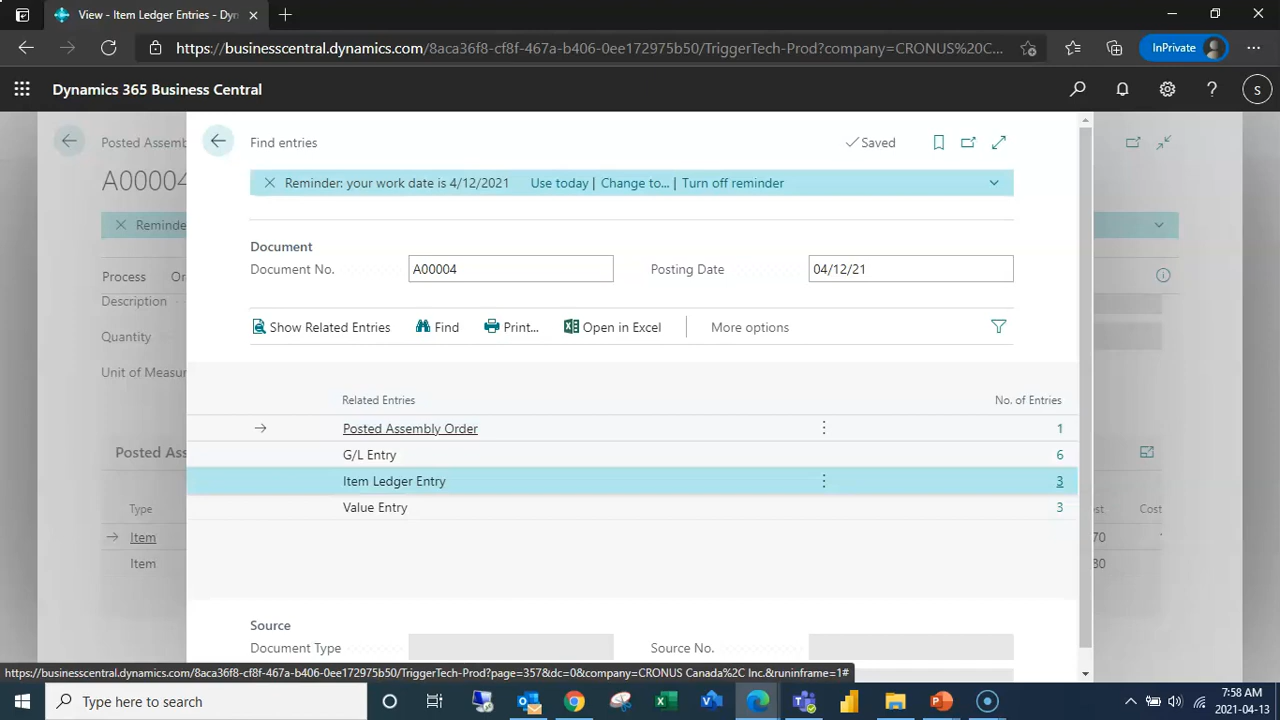 View - Item Ledger Entries - Dyn
https://businesscentral.dynamics.com/8aca36f8-cf8f-467a-b406-0ee172975b50/TriggerTech-Prod?company=CRONUS%20C...
InPrivate
Dynamics 365 Business Central
S
Posted Assemb
Find entries
Saved
A00004
Reminde
Reminder: your work date is 4/12/2021 Use today | Change to... | Turn off reminder
Document
Process Or
Document No. A00004 Posting Date 04/12/21
Description
Quantity
Show Related Entries Find Print... Open in Excel More options
Unit of Measur
Related Entries No. of Entries
Posted Assembly Order 1
Posted Ass
G/L Entry 6
Item Ledger Entry 3
Value Entry 3
Type
Cost
Item
70
Item
80
Source
Document Type Source No.
https://businesscentral.dynamics.com/8aca36f8-cf8f-467a-b406-0ee172975b50/TriggerTech-Prod?page=357&dc=0&company=CRONUS Canada%2C Inc.&runinframe=1#
Type here to search
7:58 AM
2021-04-13